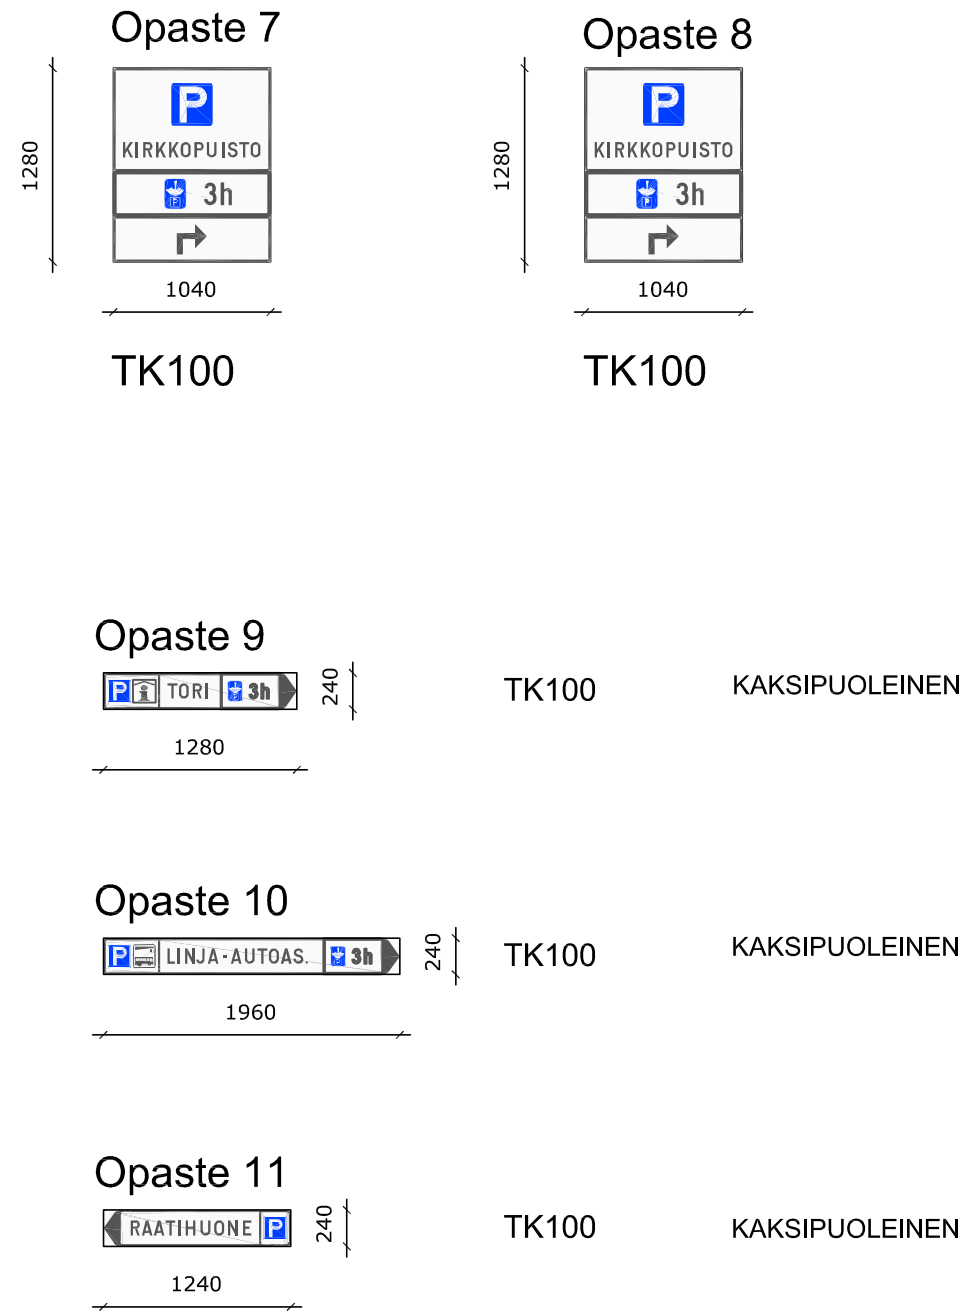 Opaste 7
1280
P
KIRKKOPUISTO
P 3h
1040
TK100
Opaste 8
1280
P
KIRKKOPUISTO
P 3h
1040
TK100
Opaste 9
P i TORI 3h
240
1280
TK100
KAKSIPUOLEINEN
Opaste 10
P LINJA-AUTOAS. 3h
240
1960
TK100
KAKSIPUOLEINEN
Opaste 11
RAATIHUONE P
240
1240
TK100
KAKSIPUOLEINEN